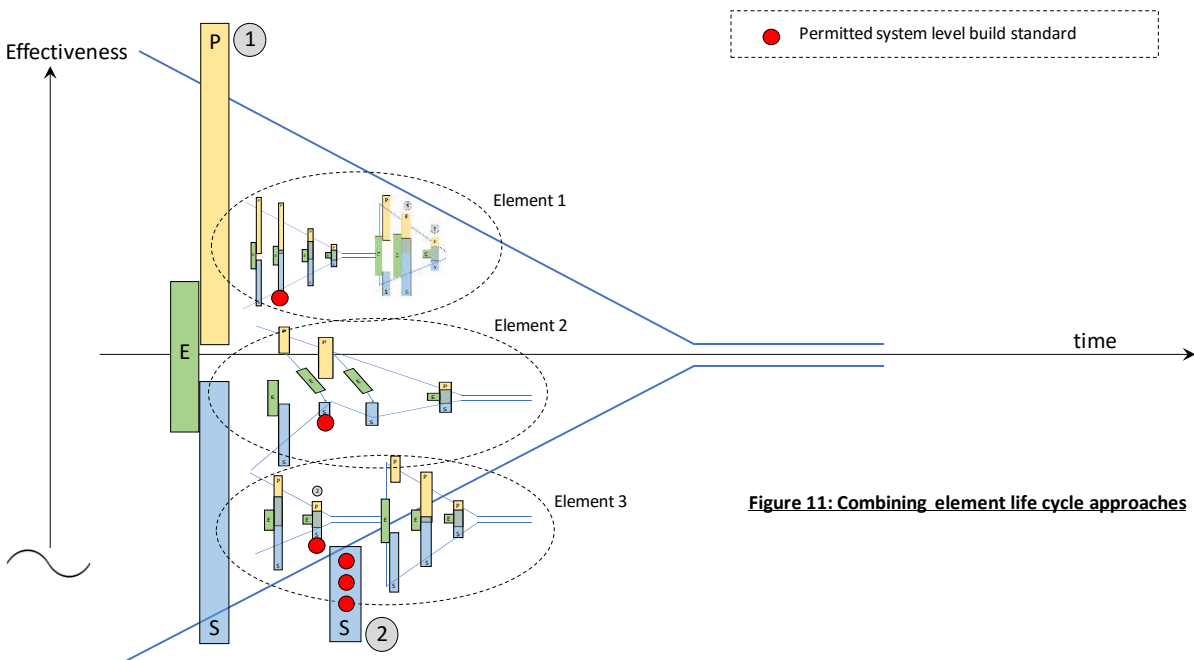 P
1
Permitted system level build standard
Effectiveness
Element 1
Element 2
E
time
Element 3
Figure 11: Combining element life cycle approaches
S
S
2